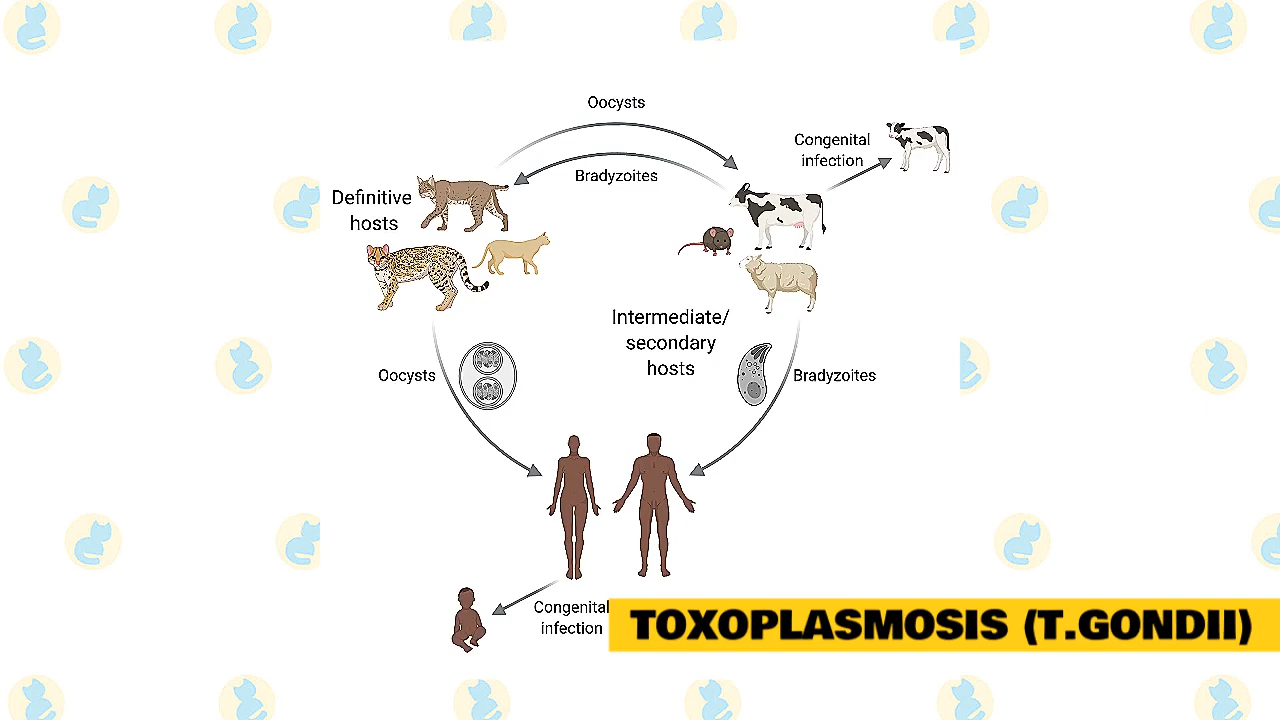 Oocysts
Congenital
infection
Bradyzoites
Definitive
hosts
Intermediate/
secondary
hosts
Oocysts
Bradyzoites
Congenital
infection
TOXOPLASMOSIS (T.GONDII)